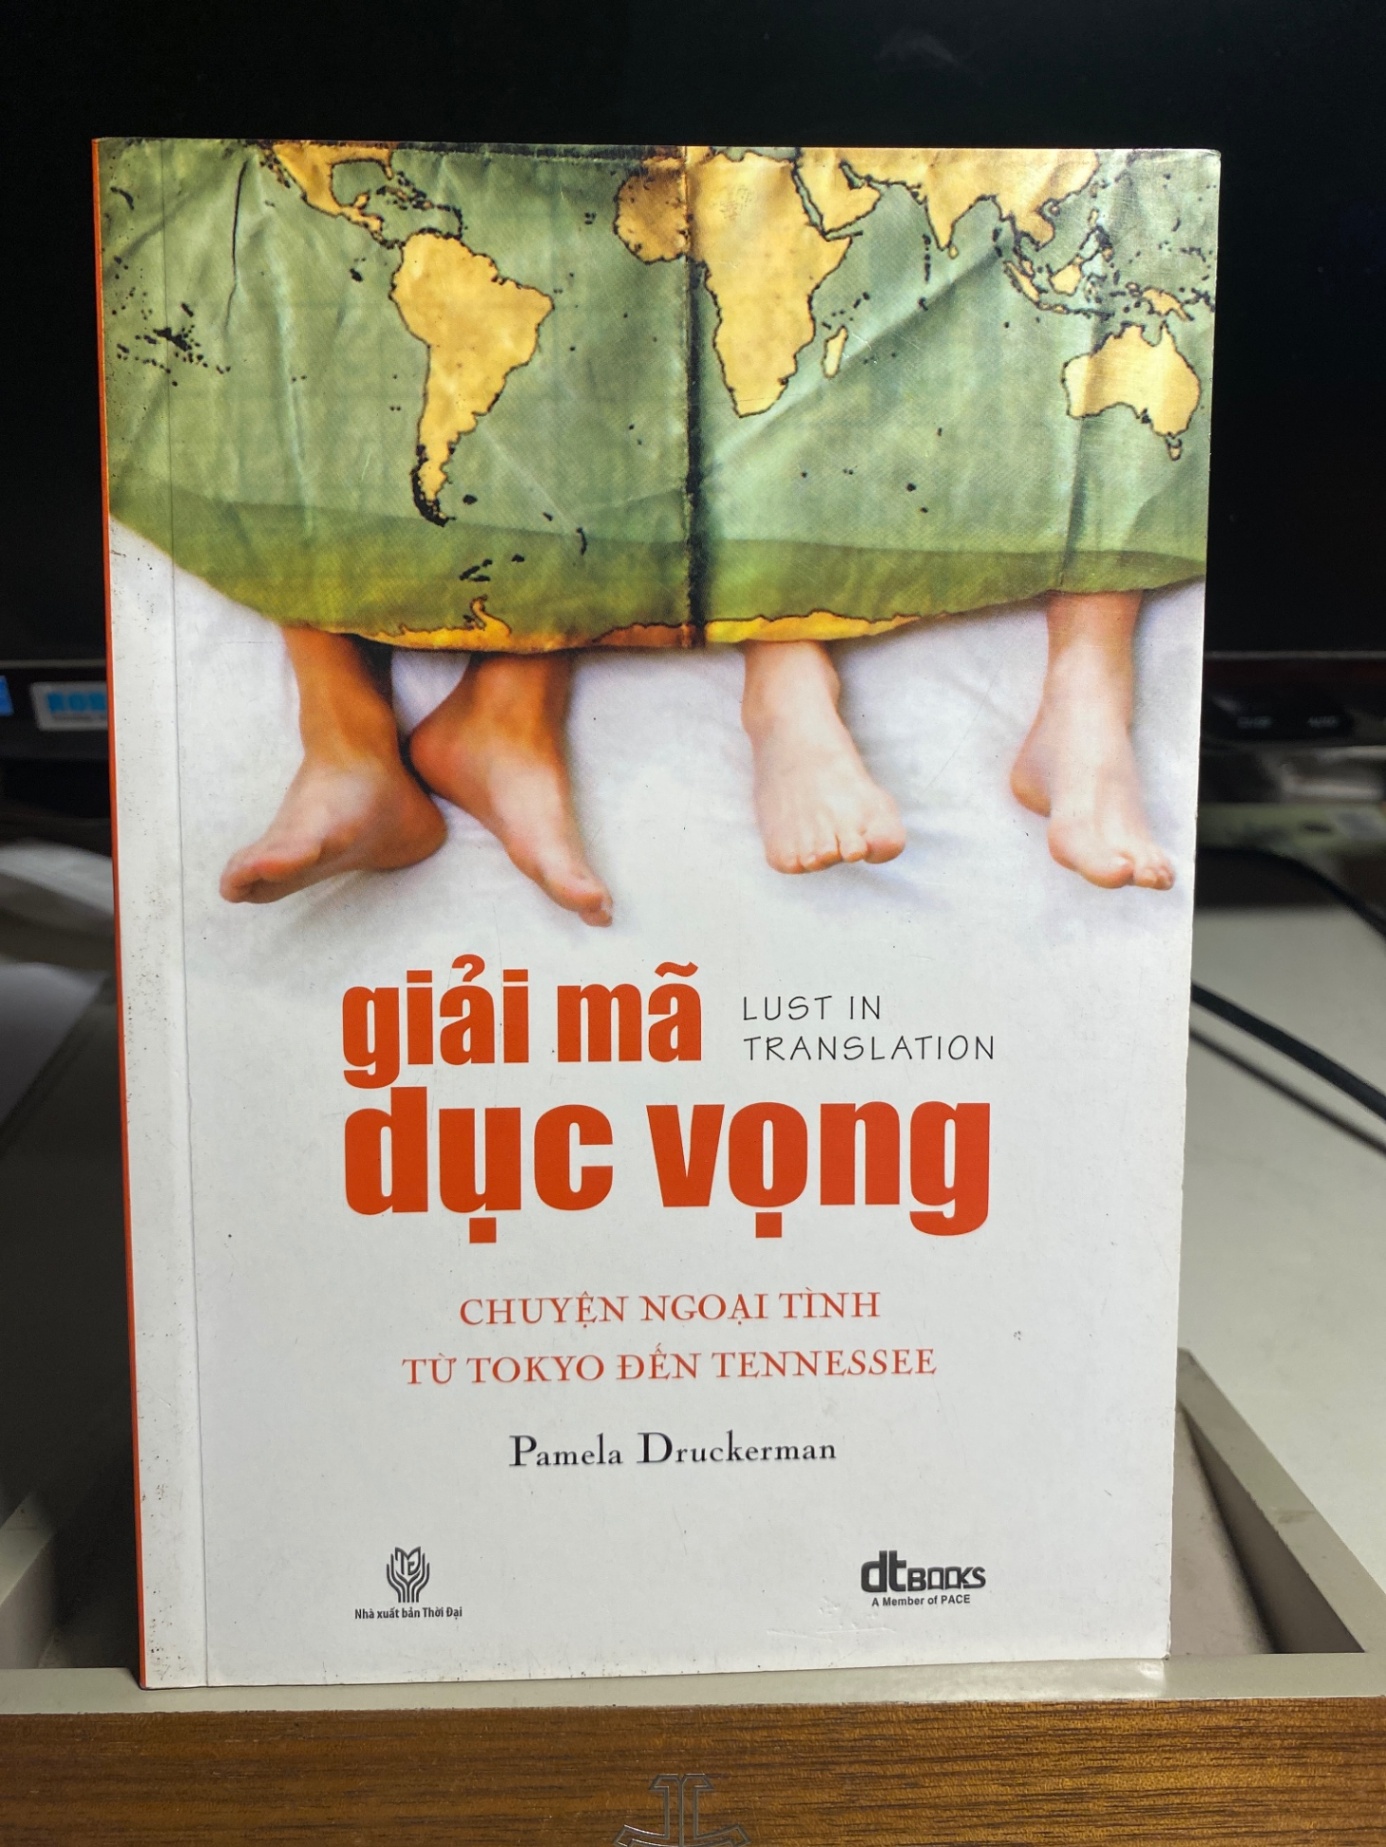 giải mã
LUST IN
TRANSLATION
dục vọng
CHUYỆN NGOẠI TÌNH
TỪ TOKYO ĐẾN TENNESSEE
Pamela Druckerman
Nhà xuất bản Thời Đại
dtBOOKS
A Member of PACE